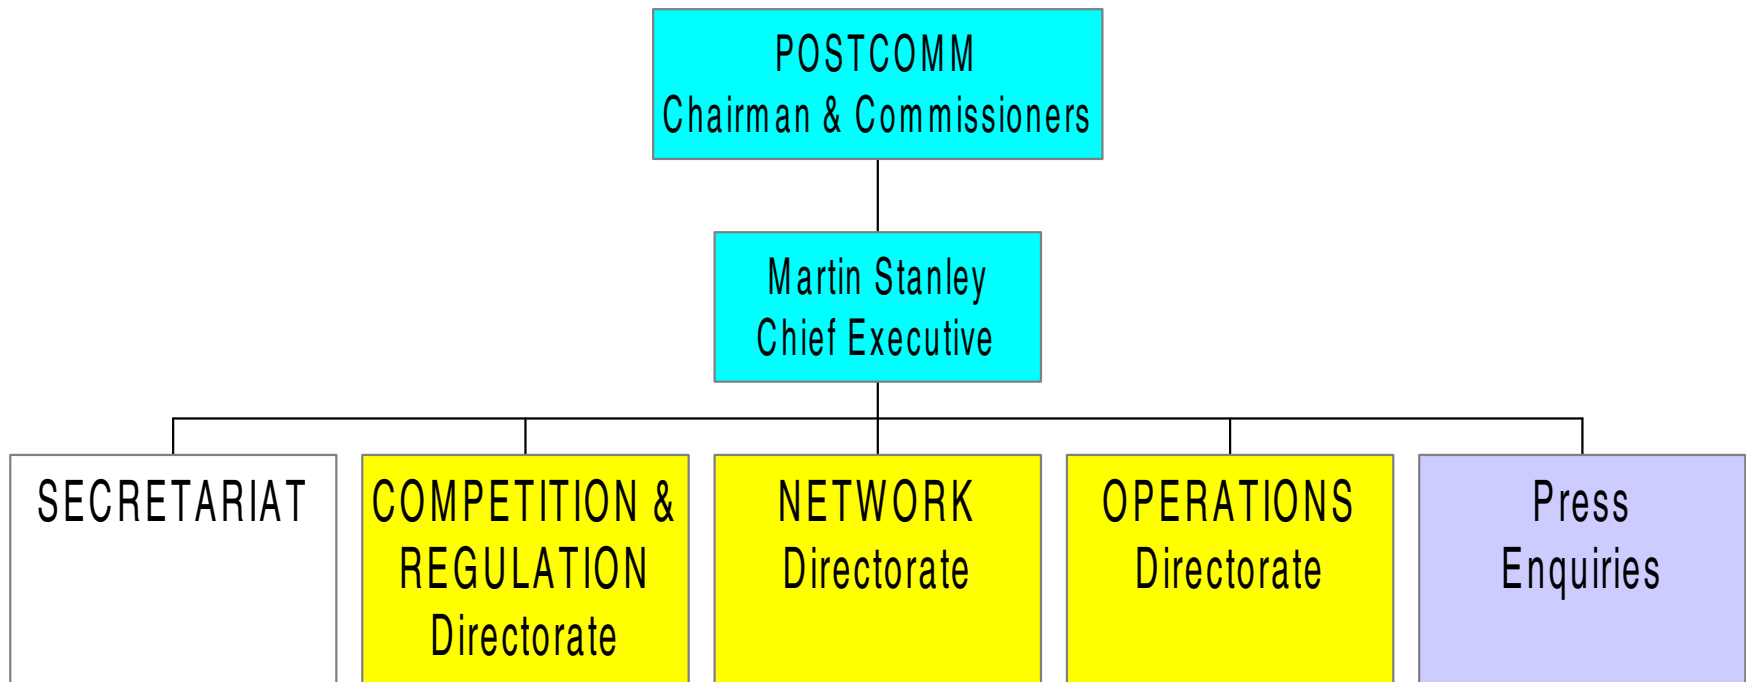 POSTCOMM
Chairman & Commissioners
Martin Stanley
Chief Executive
SECRETARIAT
COMPETITION &
REGULATION
Directorate
NETWORK
Directorate
OPERATIONS
Directorate
Press
Enquiries